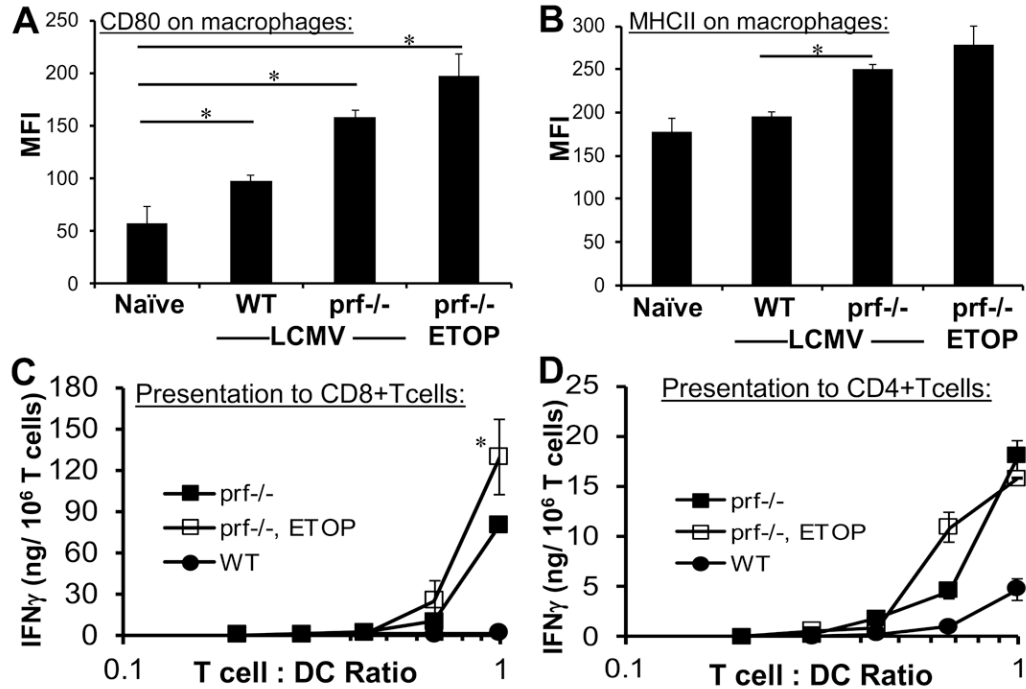 A CD80 on macrophages:
MFI
250
200
150
100
50
0
* 
*
*
Naïve WT prf-/- prf-/-
LCMV ETOP
B MHCII on macrophages:
MFI
300
250
200
150
100
50
0
*
Naïve WT prf-/- prf-/-
LCMV ETOP
C Presentation to CD8+Tcells:
IFNγ (ng/ 10⁶ T cells)
180
150
120
90
60
30
0
*
prf-/-
prf-/-, ETOP
WT
0.1 1
T cell : DC Ratio
D Presentation to CD4+Tcells:
IFNγ (ng/ 10⁶ T cells)
25
20
15
10
5
0
prf-/-
prf-/-, ETOP
WT
0.1 1
T cell : DC Ratio